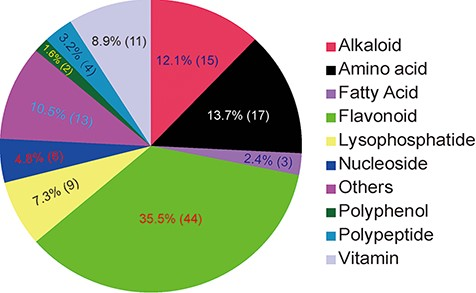 8.9% (11)
12.1% (15)
13.7% (17)
2.4% (3)
35.5% (44)
7.3% (9)
4.8% (6)
10.5% (13)
1.6% (2)
3.2% (4)
Alkaloid
Amino acid
Fatty Acid
Flavonoid
Lysophosphatide
Nucleoside
Others
Polyphenol
Polypeptide
Vitamin